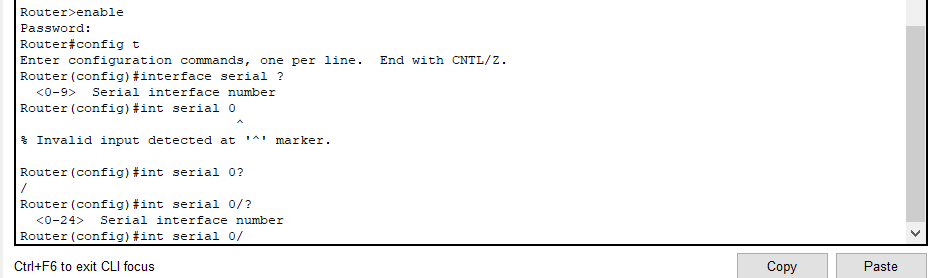 Router>enable
Password:
Router#config t
Enter configuration commands, one per line.  End with CNTL/Z.
Router(config)#interface serial ?
  <0-9>  Serial interface number
Router(config)#int serial 0
                           ^
% Invalid input detected at '^' marker.

Router(config)#int serial 0?
/
Router(config)#int serial 0/?
  <0-24>  Serial interface number
Router(config)#int serial 0/
Ctrl+F6 to exit CLI focus
Copy
Paste